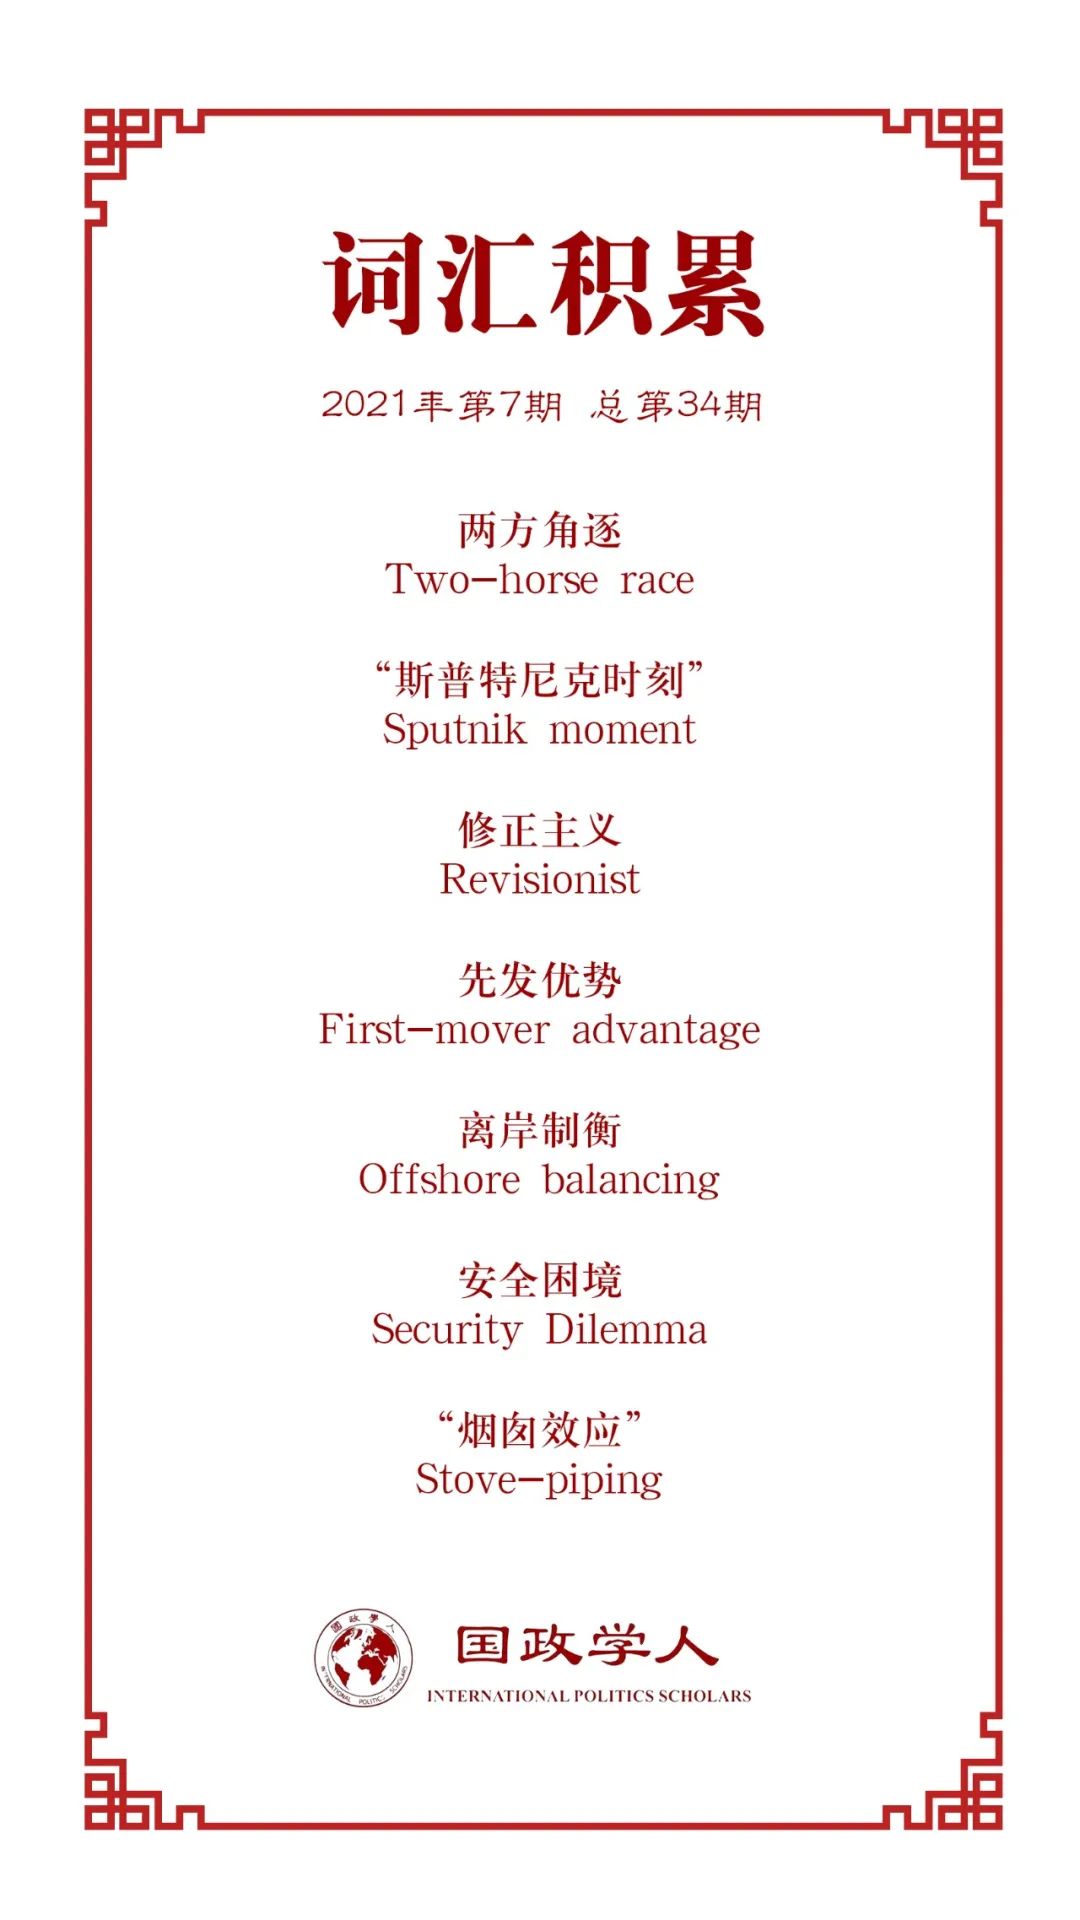 词汇积累
2021年第7期 总第34期
两方角逐
Two-horse race
“斯普特尼克时刻”
Sputnik moment
修正主义
Revisionist
先发优势
First-mover advantage
离岸制衡
Offshore balancing
安全困境
Security Dilemma
“烟囱效应”
Stove-piping
國政學人
INTERNATIONAL POLITICS SCHOLARS
国政学人
INTERNATIONAL POLITICS SCHOLARS